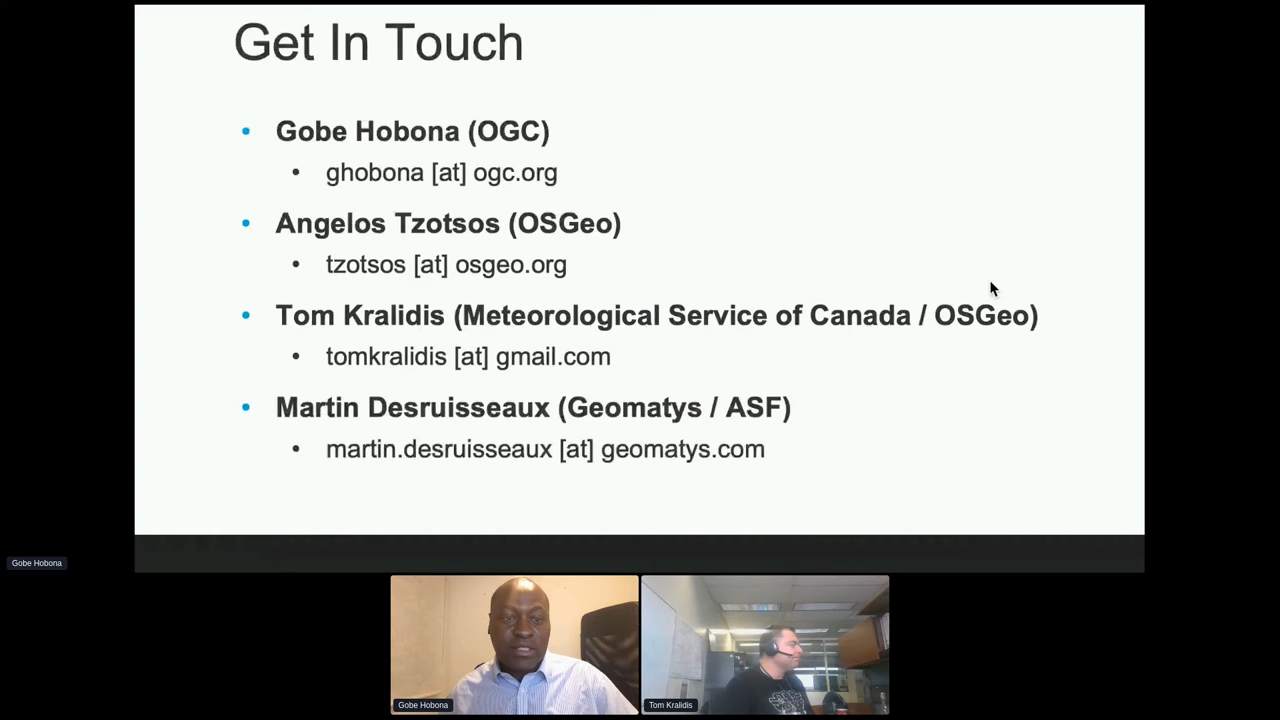 Get In Touch
• Gobe Hobona (OGC)
• ghobona [at] ogc.org
• Angelos Tzotsos (OSGeo)
• tzotsos [at] osgeo.org
• Tom Kralidis (Meteorological Service of Canada / OSGeo)
• tomkralidis [at] gmail.com
• Martin Desruisseaux (Geomatys / ASF)
• martin.desruisseaux [at] geomatys.com
Gobe Hobona
Gobe Hobona
Tom Kralidis